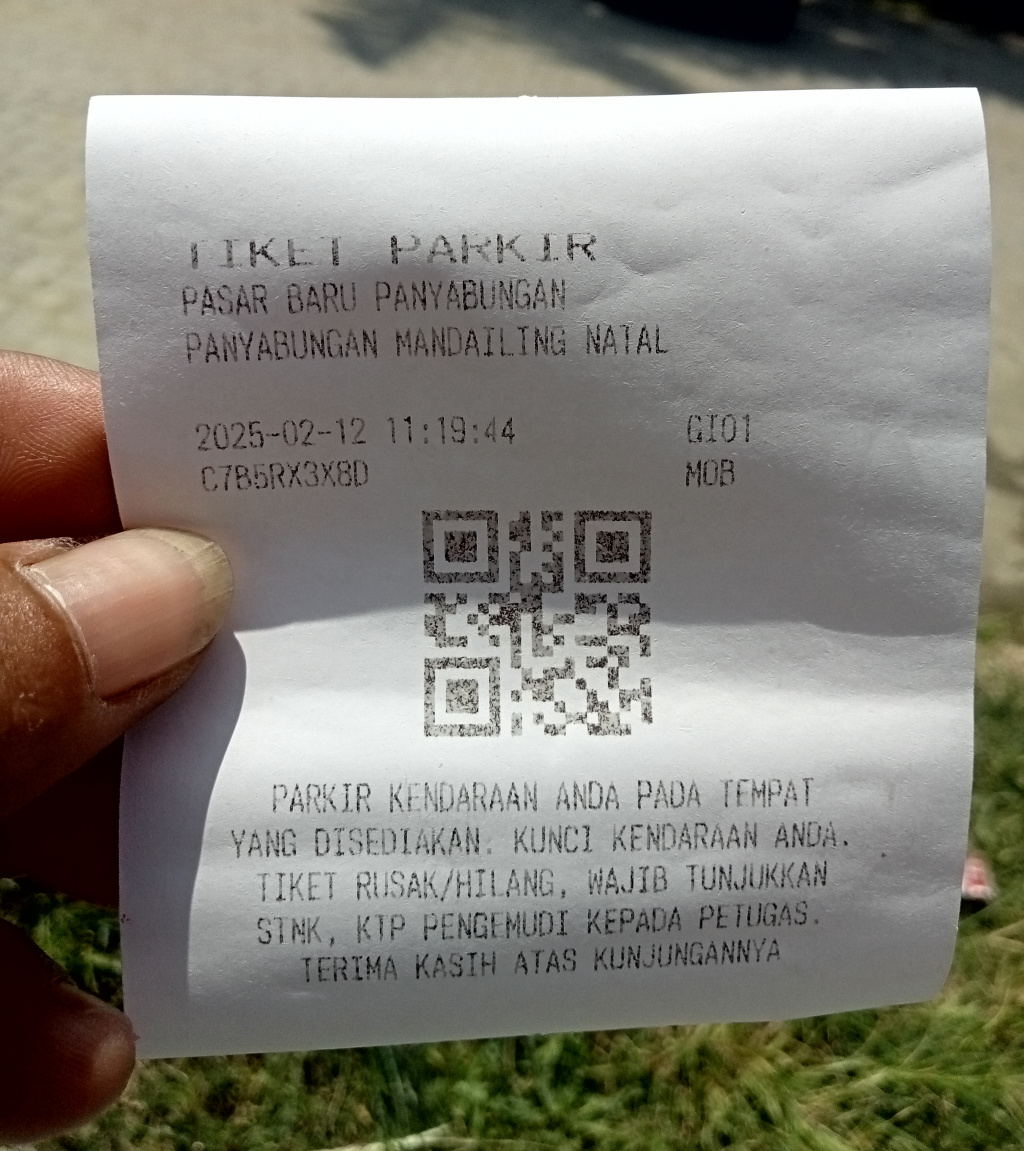 TIKET PARKIR
PASAR BARU PANYABUNGAN
PANYABUNGAN MANDAILING NATAL
2025-02-12 11:19:44 GI01
C7B5RX3X8D MOB
PARKIR KENDARAAN ANDA PADA TEMPAT
YANG DISEDIAKAN. KUNCI KENDARAAN ANDA.
TIKET RUSAK/HILANG, WAJIB TUNJUKKAN
STNK, KTP PENGEMUDI KEPADA PETUGAS.
TERIMA KASIH ATAS KUNJUNGANNYA